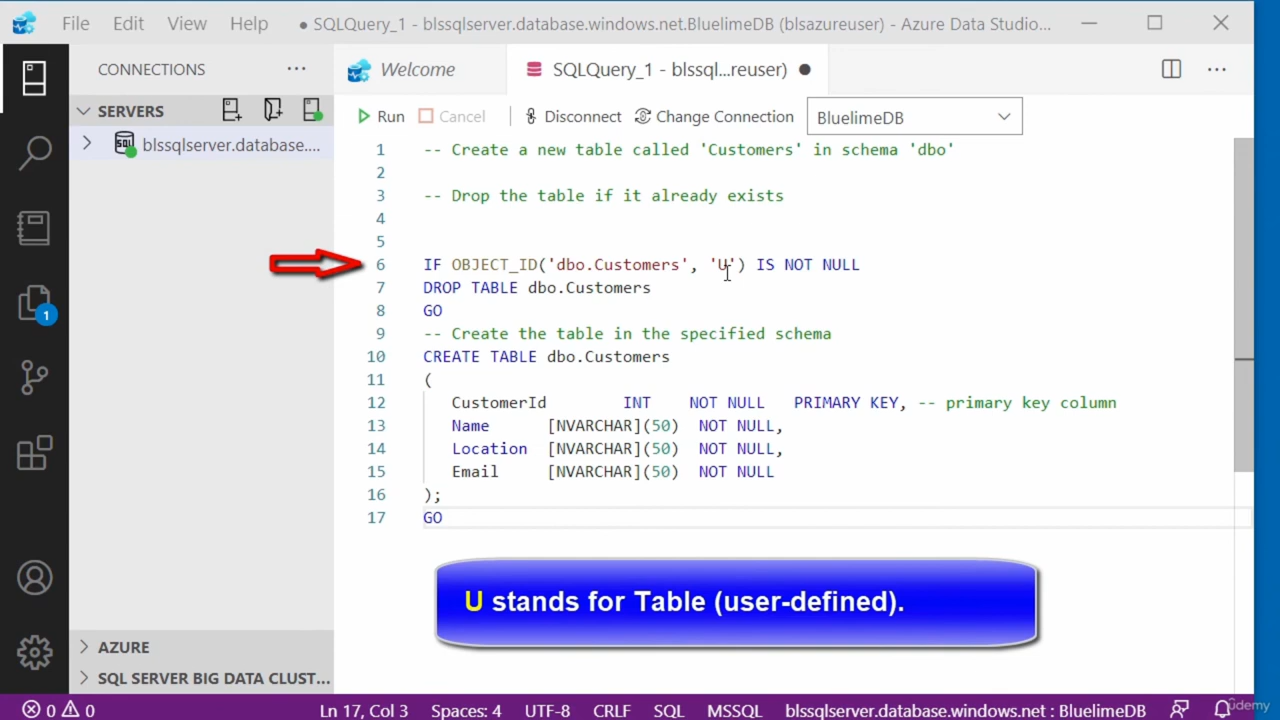 File Edit View Help ● SQLQuery_1 - blssqlserver.database.windows.net.BluelimeDB (blsazureuser) - Azure Data Studio...
CONNECTIONS ...
Welcome
SQLQuery_1 - blssql...reuser) ●
SERVERS
blssqlserver.database....
Run Cancel Disconnect Change Connection BluelimeDB
1 -- Create a new table called 'Customers' in schema 'dbo'
2
3 -- Drop the table if it already exists
4
5
6 IF OBJECT_ID('dbo.Customers', 'U') IS NOT NULL
7 DROP TABLE dbo.Customers
8 GO
9 -- Create the table in the specified schema
10 CREATE TABLE dbo.Customers
11 (
12 CustomerId INT NOT NULL PRIMARY KEY, -- primary key column
13 Name [NVARCHAR](50) NOT NULL,
14 Location [NVARCHAR](50) NOT NULL,
15 Email [NVARCHAR](50) NOT NULL
16 );
17 GO
1
SQL
U stands for Table (user-defined).
AZURE
SQL SERVER BIG DATA CLUST...
0 0 Ln 17, Col 3 Spaces: 4 UTF-8 CRLF SQL MSSQL blssqlserver.database.windows.net : BluelimeDB
udemy